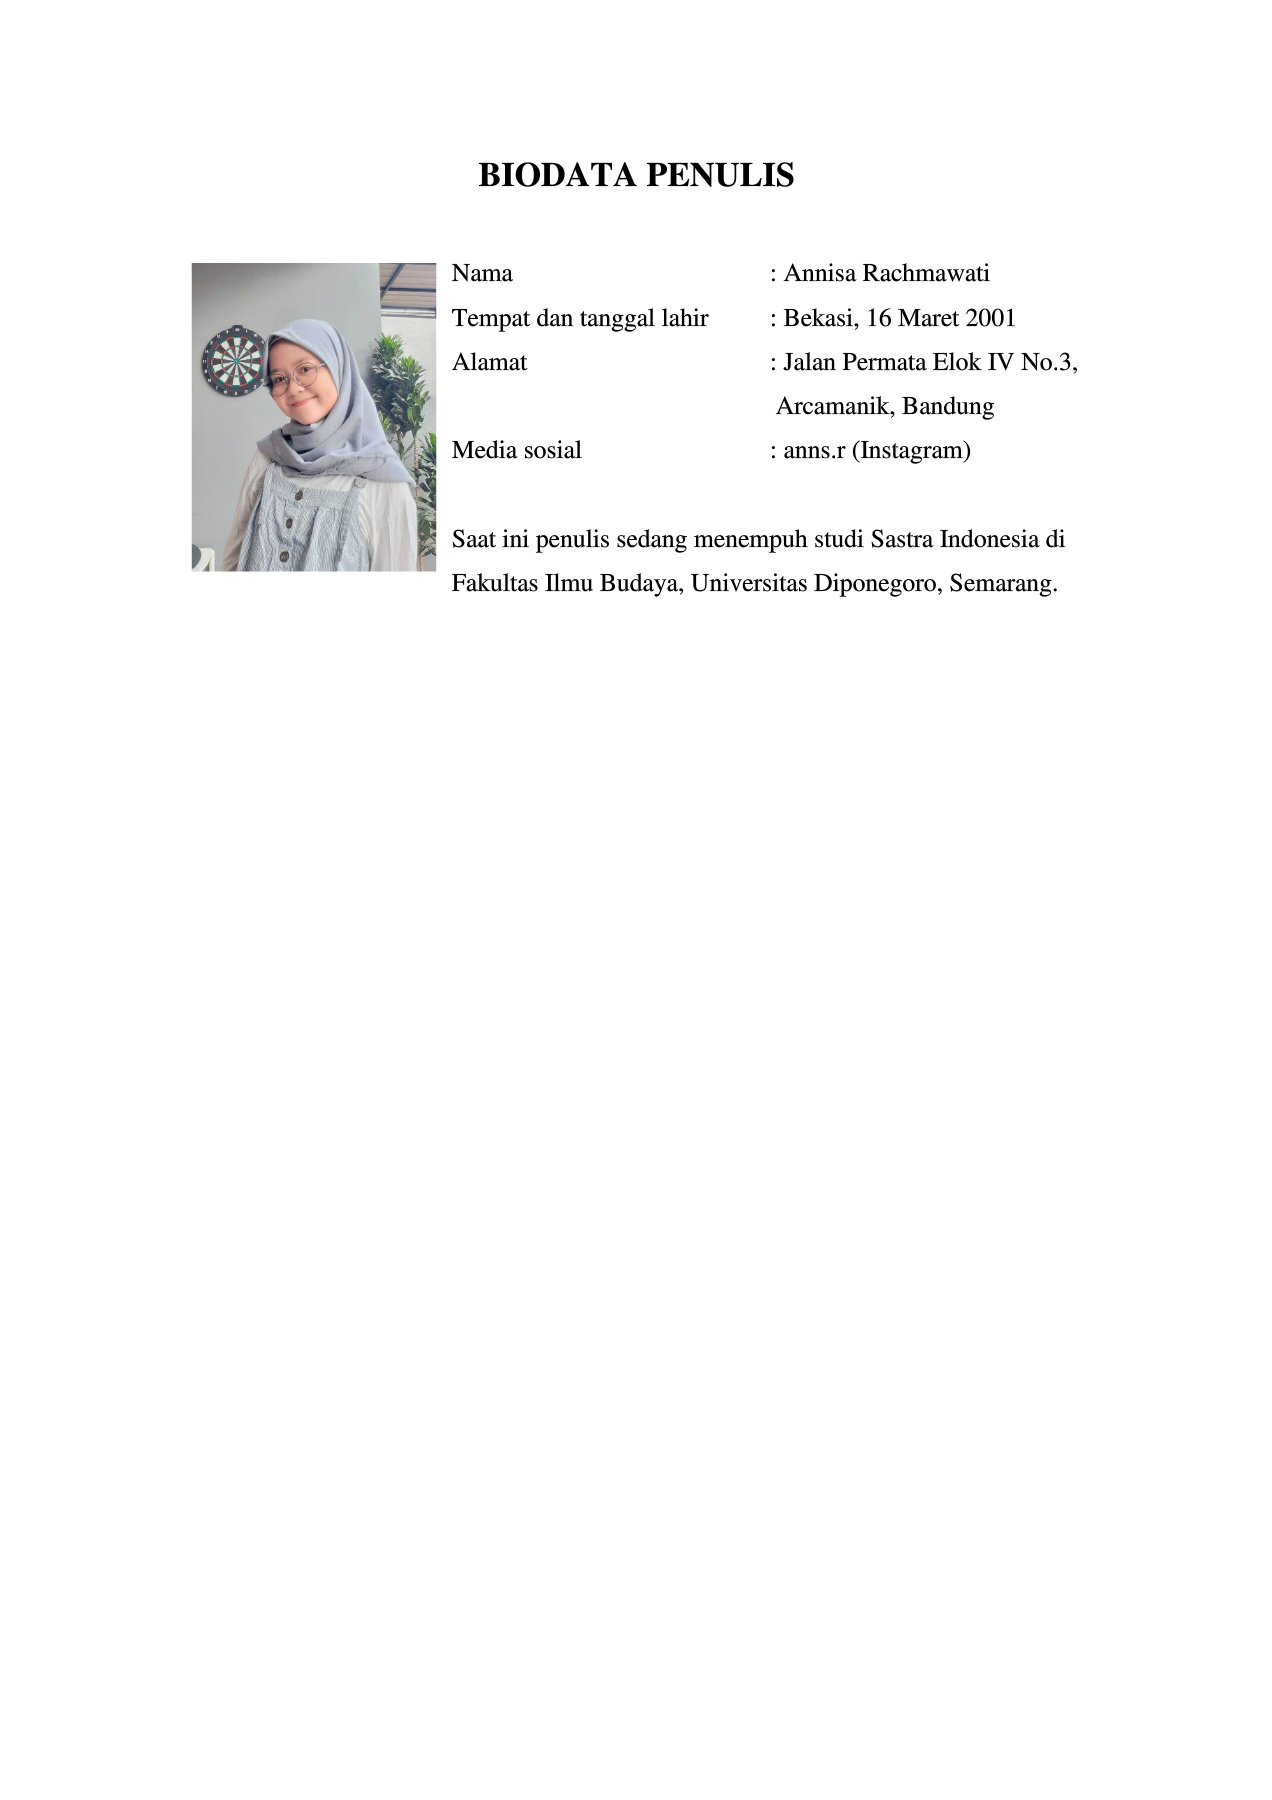 BIODATA PENULIS
Nama : Annisa Rachmawati
Tempat dan tanggal lahir : Bekasi, 16 Maret 2001
Alamat : Jalan Permata Elok IV No.3,
Arcamanik, Bandung
Media sosial : anns.r (Instagram)
Saat ini penulis sedang menempuh studi Sastra Indonesia di
Fakultas Ilmu Budaya, Universitas Diponegoro, Semarang.